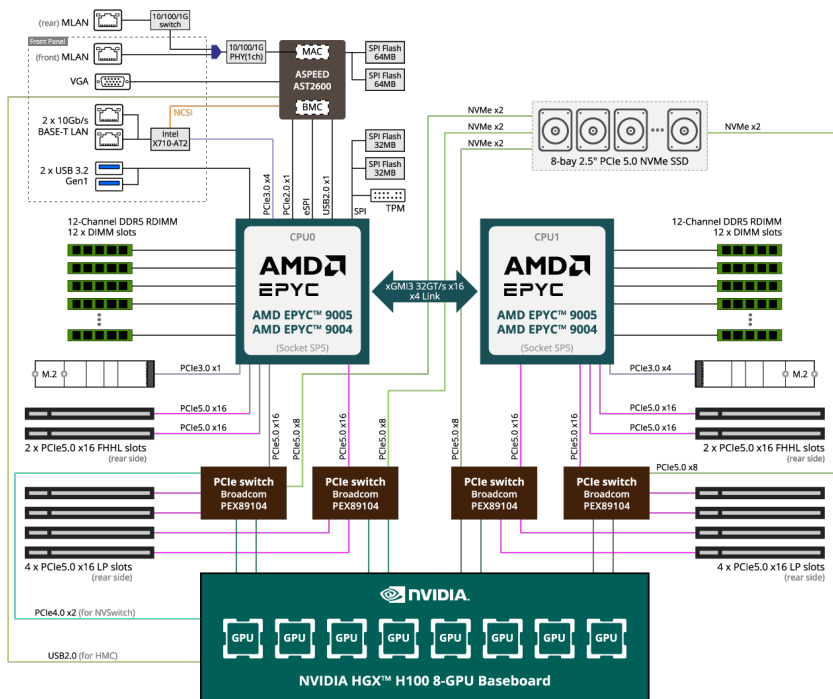 (rear) MLAN
10/100/1G
switch
Front Panel
(front) MLAN
10/100/1G
PHY(1ch)
MAC
ASPEED
AST2600
BMC
SPI Flash
64MB
SPI Flash
64MB
VGA
NCSI
2 x 10Gb/s
BASE-T LAN
Intel
X710-AT2
2 x USB 3.2
Gen1
SPI Flash
32MB
SPI Flash
32MB
TPM
PCIe3.0 x4
PCIe2.0 x1
eSPI
USB2.0 x1
SPI
NVMe x2
NVMe x2
NVMe x2
NVMe x2
8-bay 2.5" PCIe 5.0 NVMe SSD
12-Channel DDR5 RDIMM
12 x DIMM slots
CPU0
AMD
EPYC
AMD EPYC™ 9005
AMD EPYC™ 9004
(Socket SP5)
xGMI3 32GT/s x16
x4 Link
CPU1
AMD
EPYC
AMD EPYC™ 9005
AMD EPYC™ 9004
(Socket SP5)
12-Channel DDR5 RDIMM
12 x DIMM slots
M.2
PCIe3.0 x1
PCIe3.0 x4
M.2
PCIe5.0 x16
PCIe5.0 x16
2 x PCIe5.0 x16 FHHL slots
(rear side)
PCIe5.0 x16
PCIe5.0 x8
PCIe5.0 x16
PCIe5.0 x8
PCIe5.0 x8
PCIe5.0 x16
PCIe5.0 x16
PCIe5.0 x16
PCIe5.0 x16
2 x PCIe5.0 x16 FHHL slots
(rear side)
PCIe5.0 x8
PCIe switch
Broadcom
PEX89104
PCIe switch
Broadcom
PEX89104
PCIe switch
Broadcom
PEX89104
PCIe switch
Broadcom
PEX89104
4 x PCIe5.0 x16 LP slots
(rear side)
4 x PCIe5.0 x16 LP slots
(rear side)
PCIe4.0 x2 (for NVSwitch)
USB2.0 (for HMC)
NVIDIA.
GPU GPU GPU GPU GPU GPU GPU GPU
NVIDIA HGX™ H100 8-GPU Baseboard